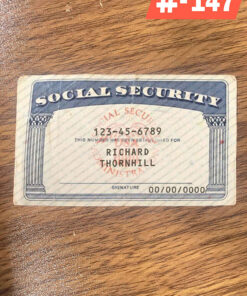 #-147
SOCIAL SECURITY
123-45-6789
THIS NUMBER HAS BEEN ESTABLISHED FOR
RICHARD
THORNHILL
SIGNATURE
00/00/0000